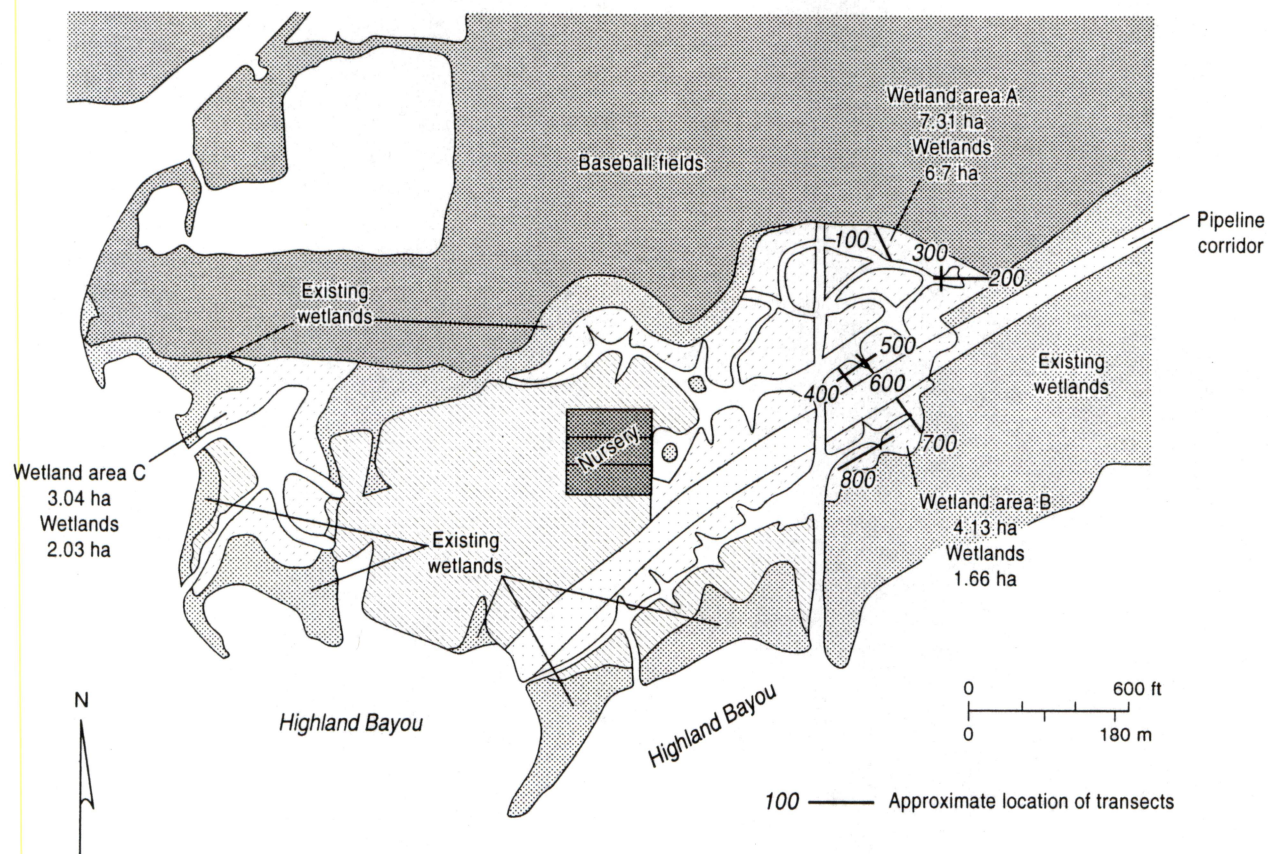 Wetland area A
7.31 ha
Wetlands
6.7 ha
Baseball fields
Pipeline
corridor
100
300
200
Existing
wetlands
500
Existing
wetlands
400
600
Nursery
700
Wetland area C
3.04 ha
Wetlands
2.03 ha
800
Wetland area B
4.13 ha
Wetlands
1.66 ha
Existing
wetlands
N
0 600 ft
0 180 m
Highland Bayou
Highland Bayou
100 Approximate location of transects